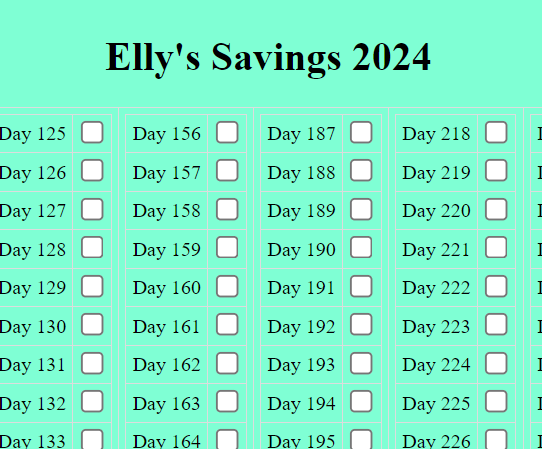 Elly's Savings 2024
Day 125 Day 156 Day 187 Day 218
Day 126 Day 157 Day 188 Day 219
Day 127 Day 158 Day 189 Day 220
Day 128 Day 159 Day 190 Day 221
Day 129 Day 160 Day 191 Day 222
Day 130 Day 161 Day 192 Day 223
Day 131 Day 162 Day 193 Day 224
Day 132 Day 163 Day 194 Day 225
Day 133 Day 164 Day 195 Day 226